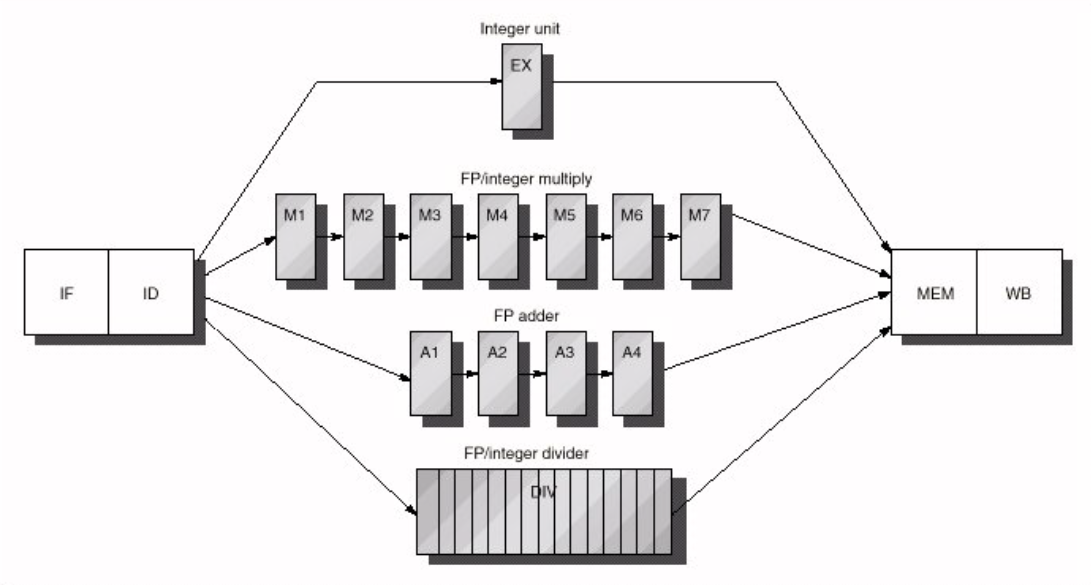 Integer unit
EX
FP/integer multiply
M1 M2 M3 M4 M5 M6 M7
IF ID
MEM WB
FP adder
A1 A2 A3 A4
FP/integer divider
DIV